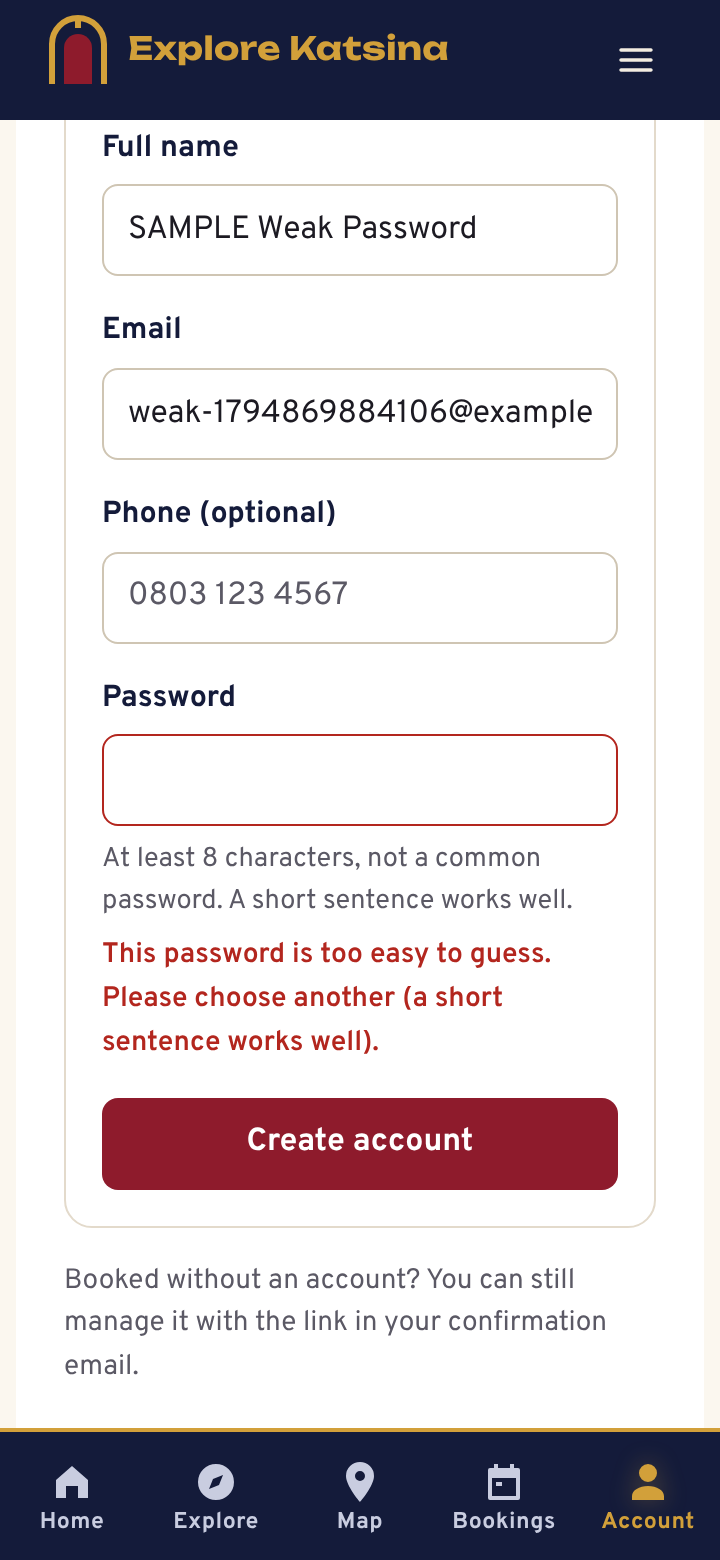 Explore Katsina
Full name
SAMPLE Weak Password
Email
weak-1794869884106@example
Phone (optional)
0803 123 4567
Password
At least 8 characters, not a common
password. A short sentence works well.
This password is too easy to guess.
Please choose another (a short
sentence works well).
Create account
Booked without an account? You can still
manage it with the link in your confirmation
email.
Home
Explore
Map
Bookings
Account